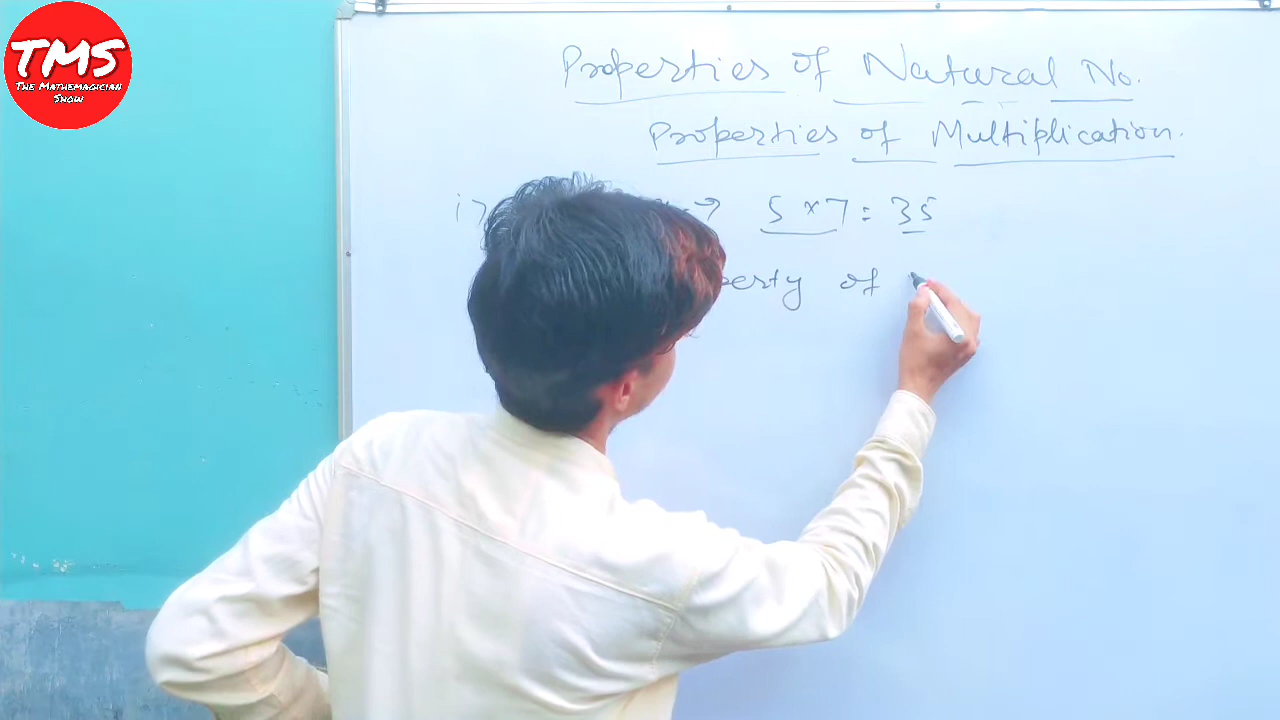 TMS
The Mathemagician
Show
Properties of Natural No.
Properties of Multiplication.
i> 5 x 7 = 35
perty of